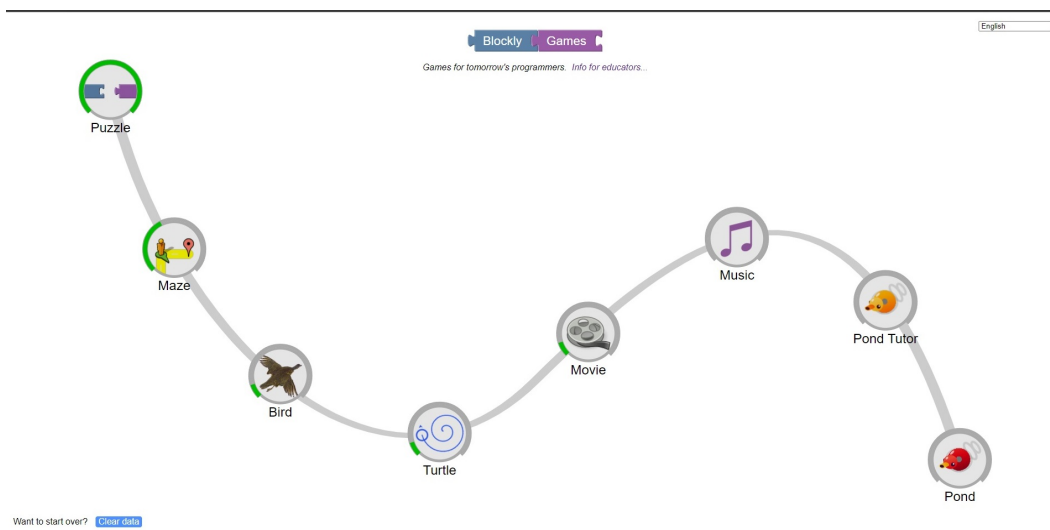 English
Blockly Games
Games for tomorrow's programmers. Info for educators...
Puzzle
Maze
Bird
Turtle
Movie
Music
Pond Tutor
Pond
Want to start over? Clear data